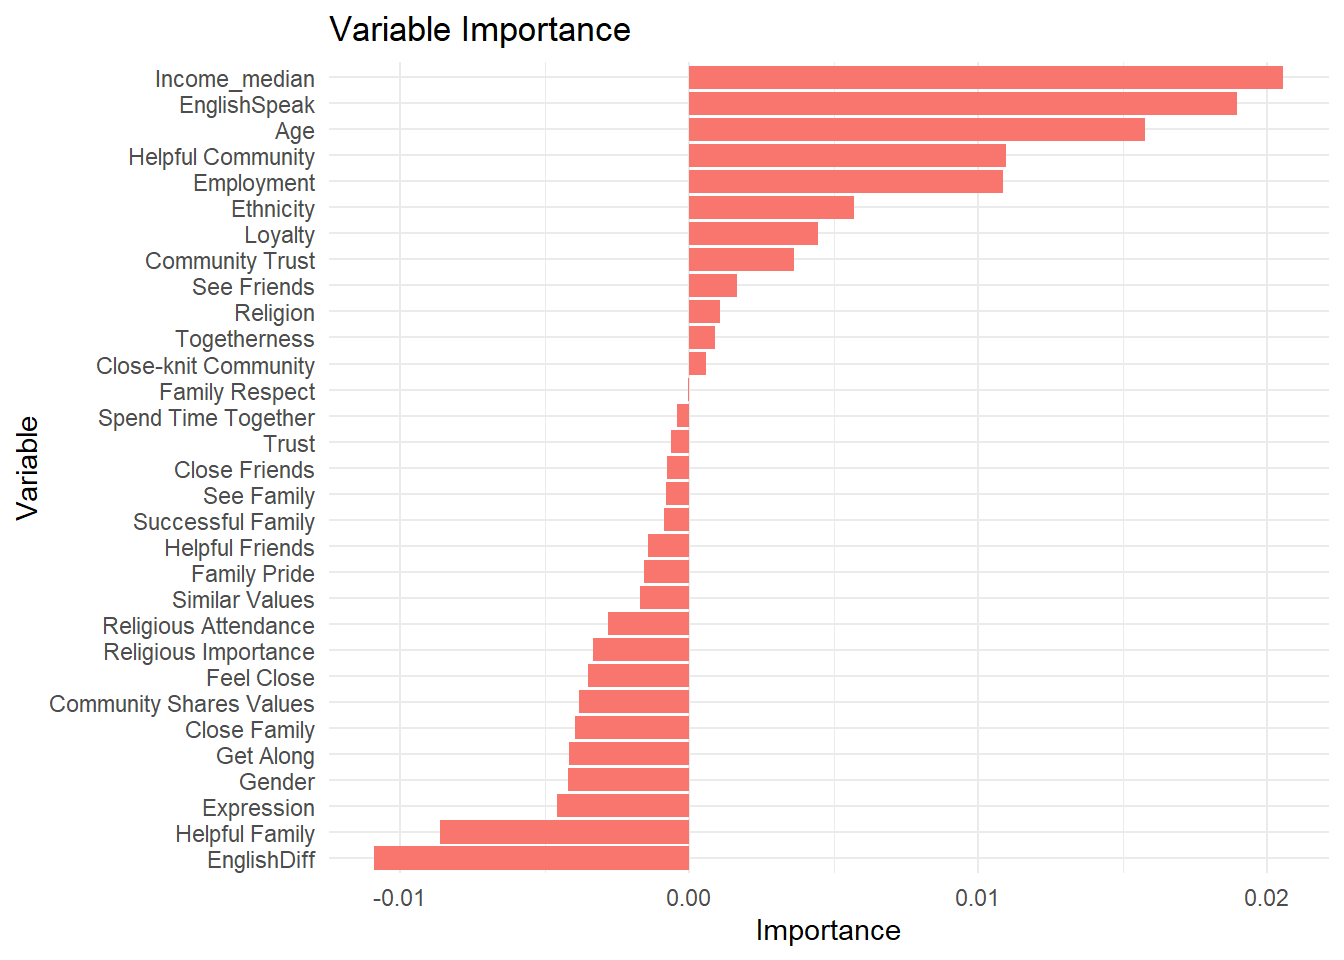 Variable Importance
Income_median
EnglishSpeak
Age
Helpful Community
Employment
Ethnicity
Loyalty
Community Trust
See Friends
Religion
Togetherness
Close-knit Community
Family Respect
Spend Time Together
Trust
Close Friends
See Family
Successful Family
Helpful Friends
Family Pride
Similar Values
Religious Attendance
Religious Importance
Feel Close
Community Shares Values
Close Family
Get Along
Gender
Expression
Helpful Family
EnglishDiff
Variable
-0.01 0.00 0.01 0.02
Importance